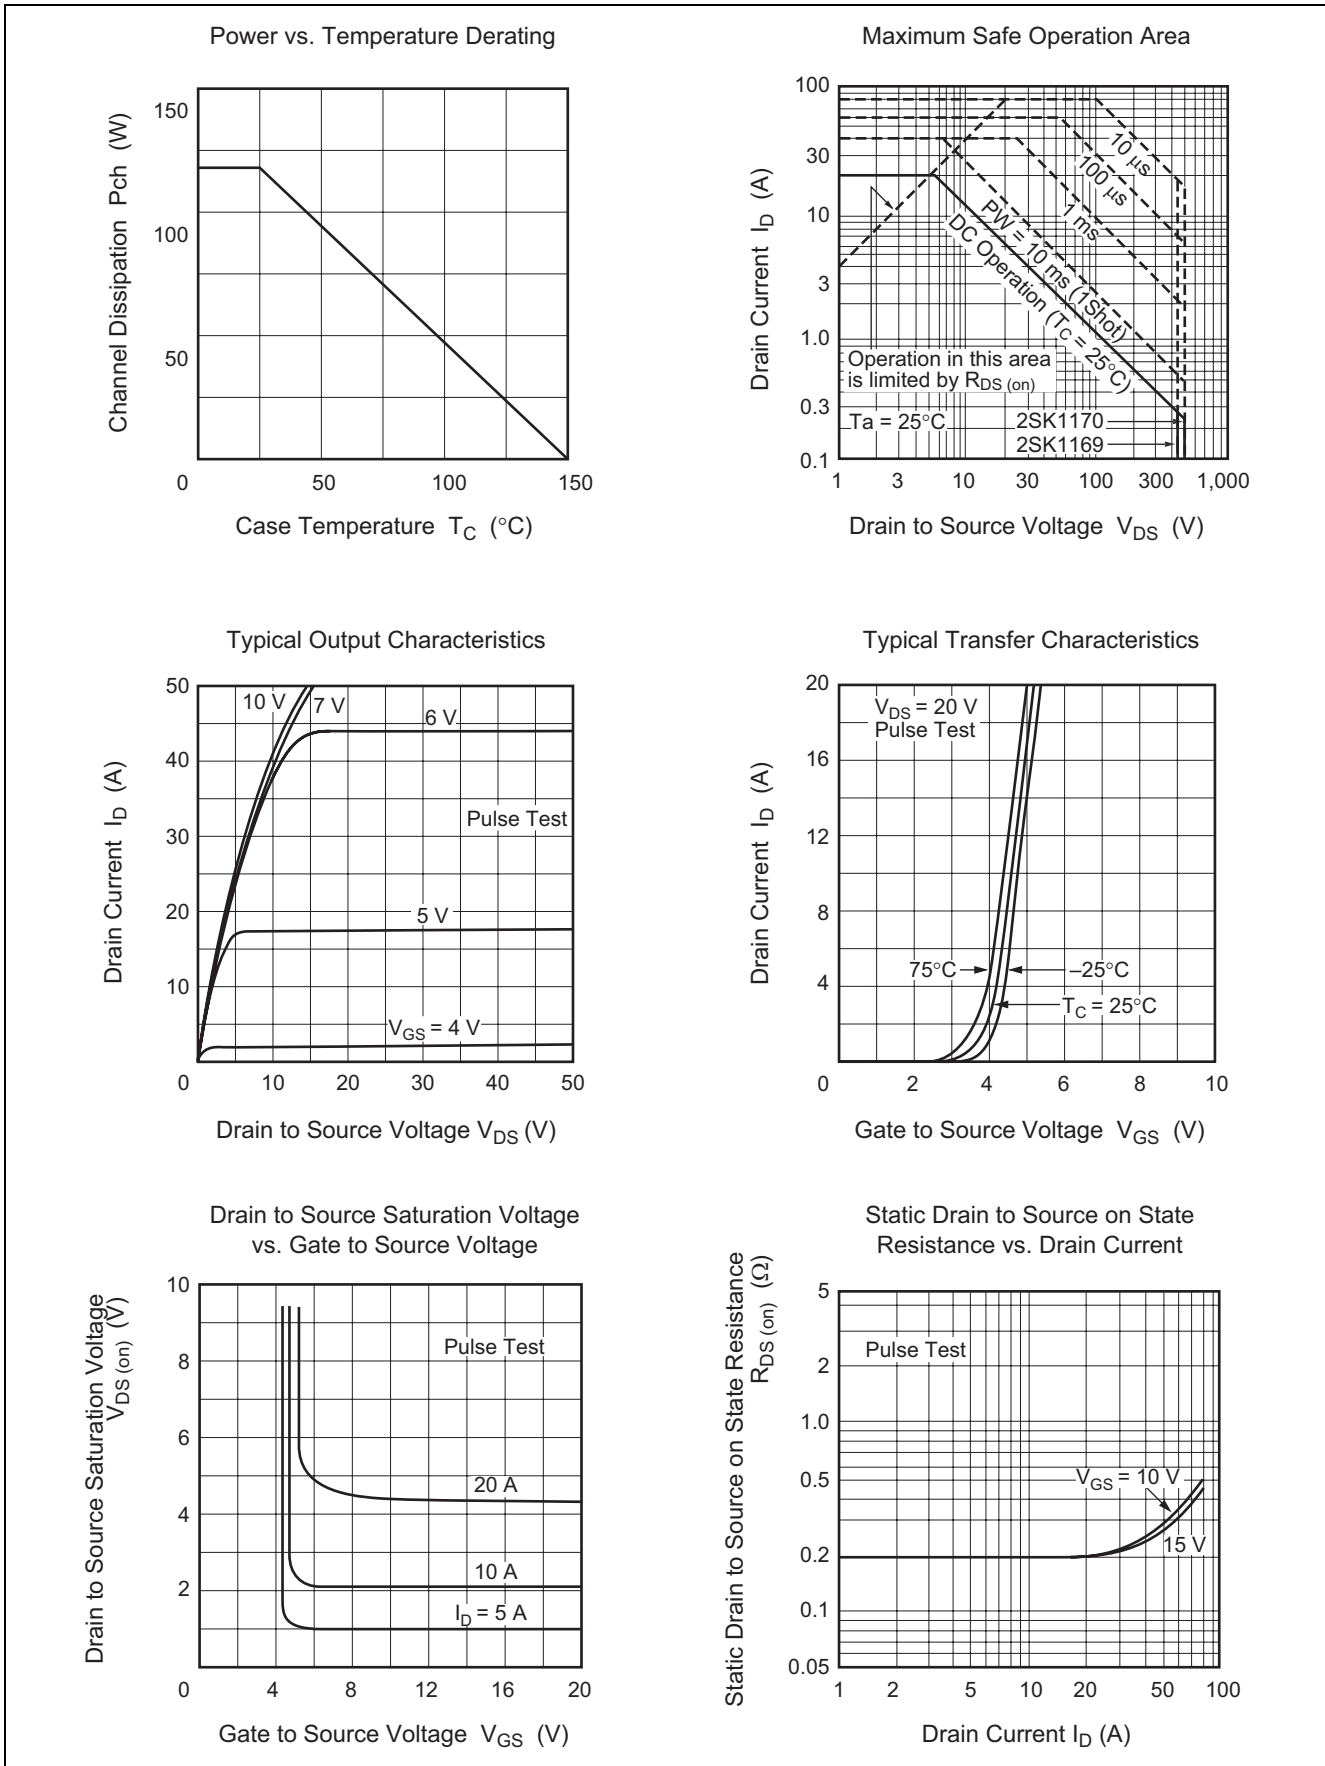 Power vs. Temperature Derating
Channel Dissipation Pch (W)
150
100
50
0 50 100 150
Case Temperature T_C (°C)
Maximum Safe Operation Area
Drain Current I_D (A)
100
30
10
3
1.0
0.3
0.1
10 μs
100 μs
1 ms
PW = 10 ms (1Shot)
DC Operation (Tc = 25°C)
Operation in this area
is limited by R_DS (on)
Ta = 25°C
2SK1170
2SK1169
1 3 10 30 100 300 1,000
Drain to Source Voltage V_DS (V)
Typical Output Characteristics
Drain Current I_D (A)
50
40
30
20
10
10 V
7 V
6 V
Pulse Test
5 V
V_GS = 4 V
0 10 20 30 40 50
Drain to Source Voltage V_DS (V)
Typical Transfer Characteristics
Drain Current I_D (A)
20
16
12
8
4
V_DS = 20 V
Pulse Test
75°C
–25°C
T_C = 25°C
0 2 4 6 8 10
Gate to Source Voltage V_GS (V)
Drain to Source Saturation Voltage
vs. Gate to Source Voltage
Drain to Source Saturation Voltage
V_DS (on) (V)
10
8
6
4
2
Pulse Test
20 A
10 A
I_D = 5 A
0 4 8 12 16 20
Gate to Source Voltage V_GS (V)
Static Drain to Source on State
Resistance vs. Drain Current
Static Drain to Source on State Resistance
R_DS (on) (Ω)
5
2
1.0
0.5
0.2
0.1
0.05
Pulse Test
V_GS = 10 V
15 V
1 2 5 10 20 50 100
Drain Current I_D (A)